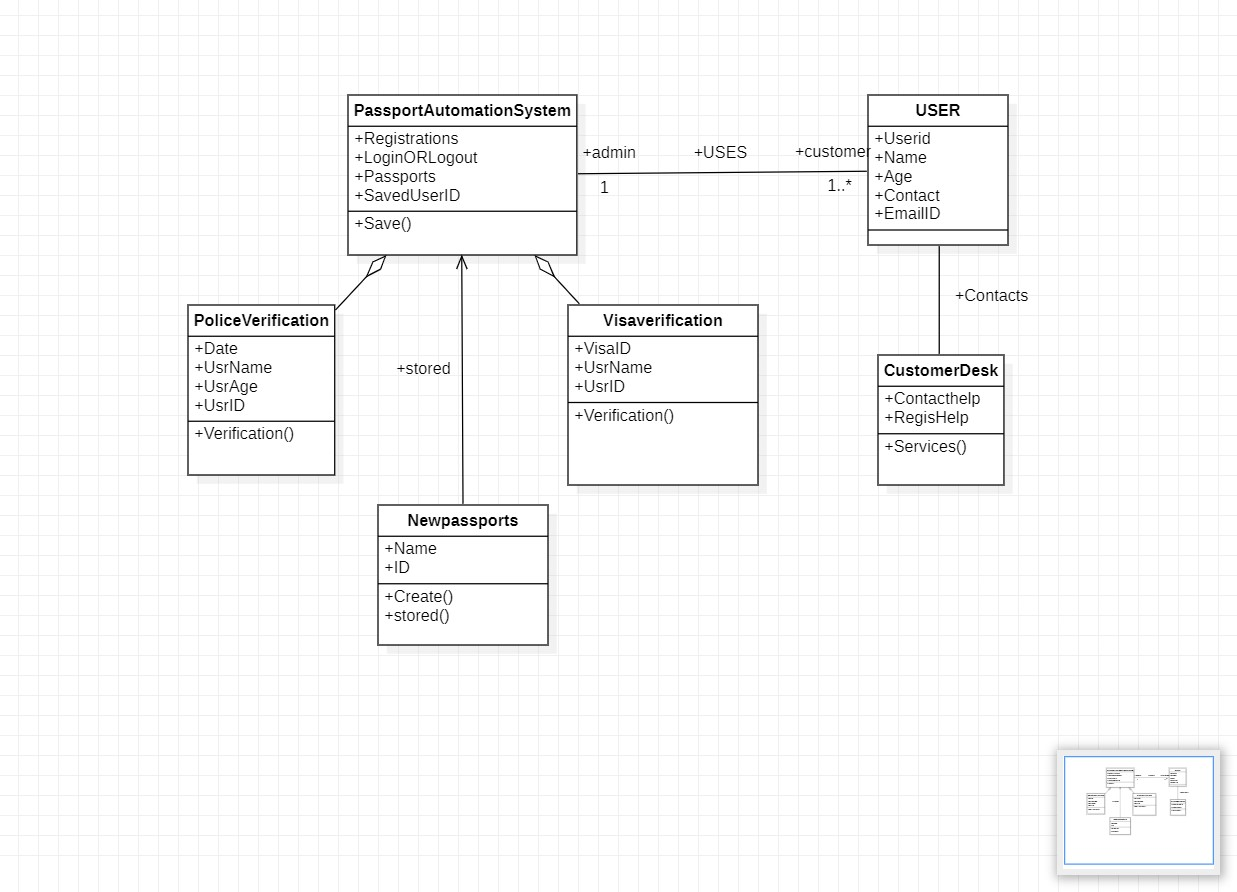 PassportAutomationSystem
+Registrations
+LoginORLogout
+Passports
+SavedUserID
+Save()
+admin
+USES
+customer
1
1..*
USER
+Userid
+Name
+Age
+Contact
+EmailID
PoliceVerification
+Date
+UsrName
+UsrAge
+UsrID
+Verification()
+stored
Visaverification
+VisaID
+UsrName
+UsrID
+Verification()
+Contacts
CustomerDesk
+Contacthelp
+RegisHelp
+Services()
Newpassports
+Name
+ID
+Create()
+stored()